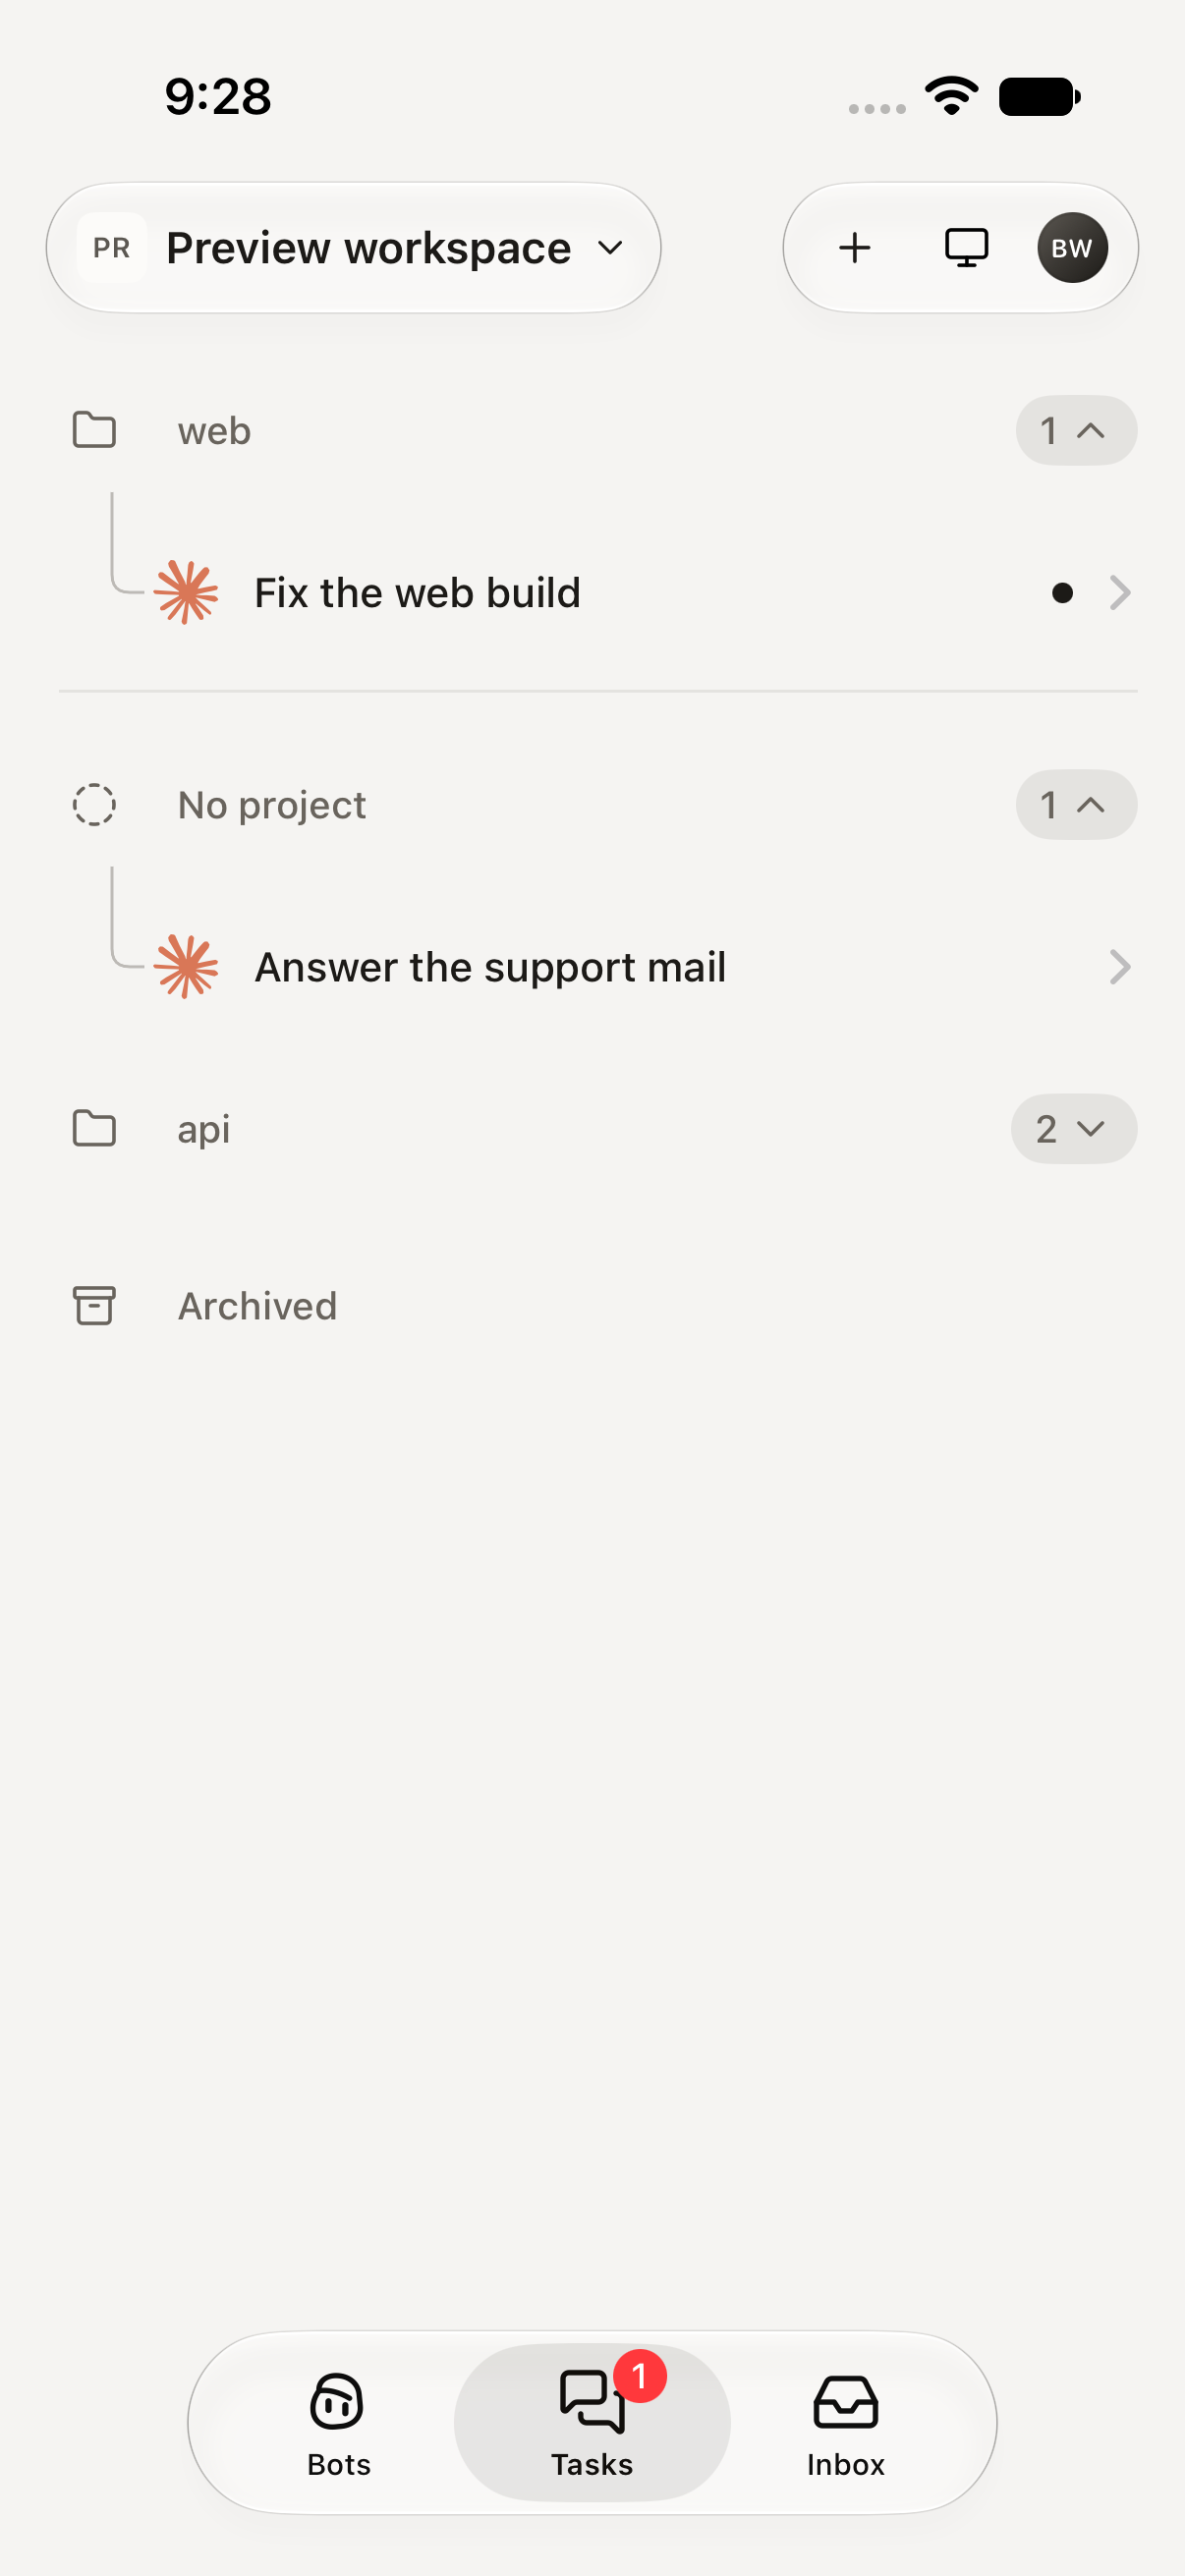 9:28
PR Preview workspace
BW
web 1
Fix the web build
No project 1
Answer the support mail
api 2
Archived
1
Bots Tasks Inbox